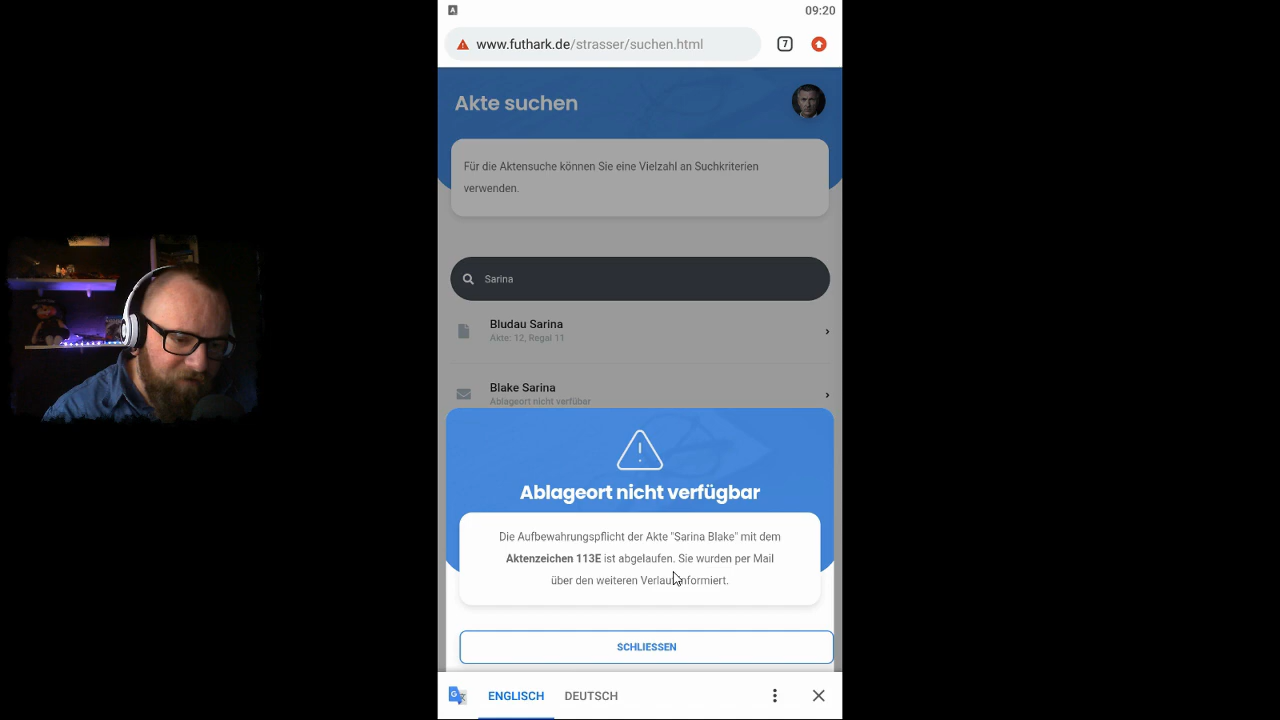 09:20
www.futhark.de/strasser/suchen.html
7
Akte suchen
Für die Aktensuche können Sie eine Vielzahl an Suchkriterien
verwenden.
Sarina
Bludau Sarina
Akte: 12, Regal 11
Blake Sarina
Ablageort nicht verfübar
Ablageort nicht verfügbar
Die Aufbewahrungspflicht der Akte "Sarina Blake" mit dem
Aktenzeichen 113E ist abgelaufen. Sie wurden per Mail
über den weiteren Verlauf informiert.
SCHLIESSEN
ENGLISCH DEUTSCH